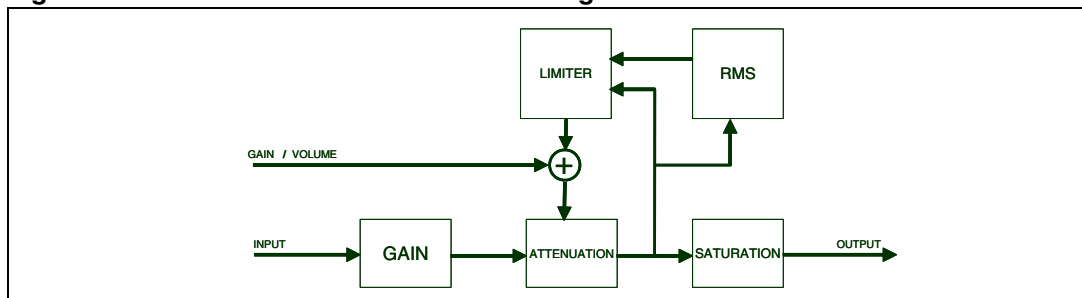 LIMITER
RMS
GAIN / VOLUME
+
INPUT
GAIN
ATTENUATION
SATURATION
OUTPUT